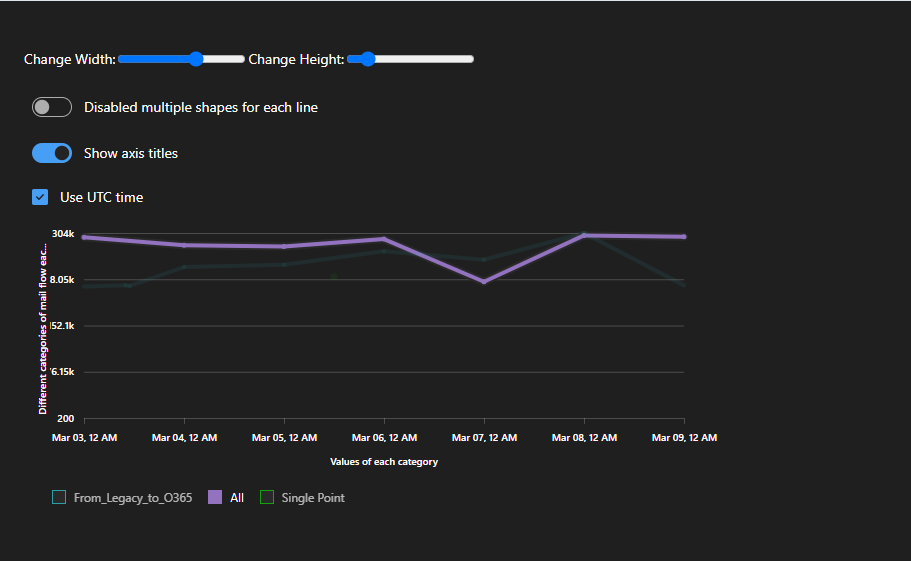 Change Width: Change Height:
Disabled multiple shapes for each line
Show axis titles
Use UTC time
Different categories of mail flow eac...
304k
8.05k
52.1k
6.15k
200
Mar 03, 12 AM Mar 04, 12 AM Mar 05, 12 AM Mar 06, 12 AM Mar 07, 12 AM Mar 08, 12 AM Mar 09, 12 AM
Values of each category
From_Legacy_to_O365 All Single Point